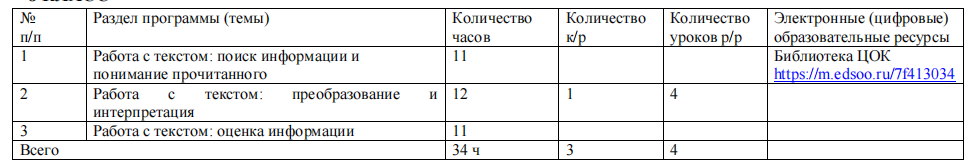 № Раздел программы (темы) Количество Количество Количество Электронные (цифровые)
п/п часов к/р уроков р/р образовательные ресурсы
1 Работа с текстом: поиск информации и 11 Библиотека ЦОК
понимание прочитанного https://m.edsoo.ru/7f413034
2 Работа с текстом: преобразование и 12 1 4
интерпретация
3 Работа с текстом: оценка информации 11
Всего 34 ч 3 4